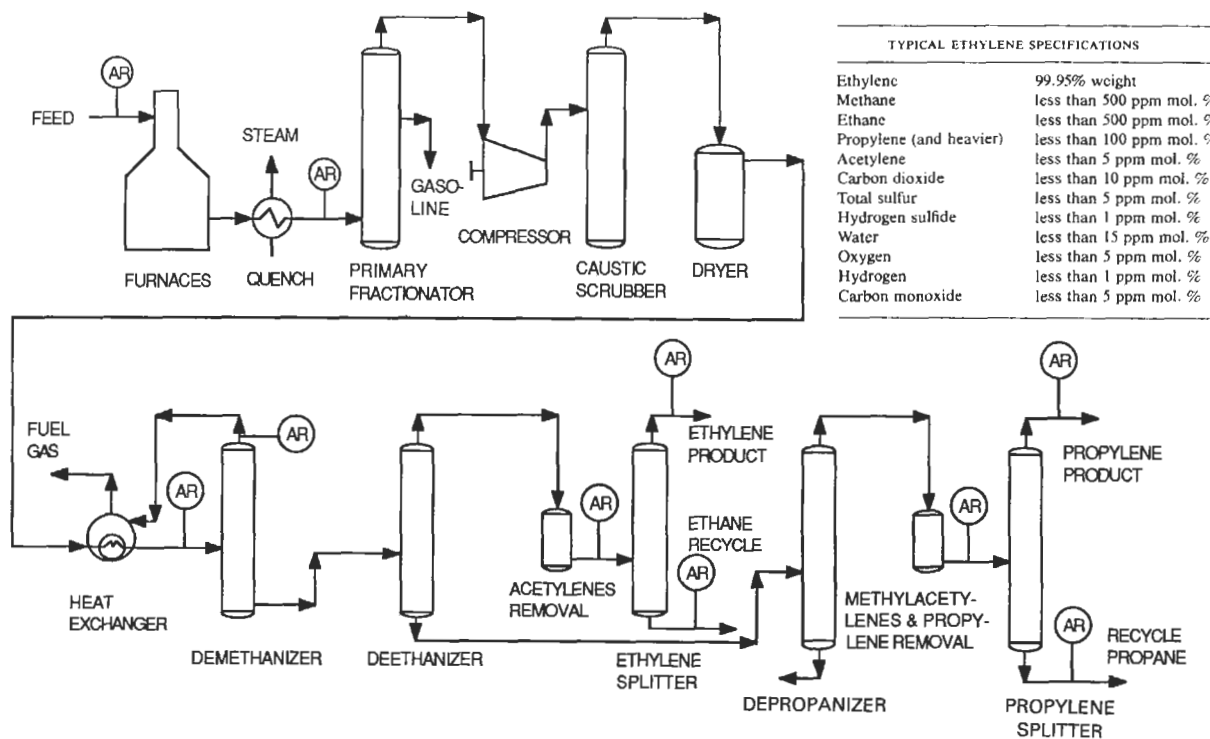 TYPICAL ETHYLENE SPECIFICATIONS
Ethylene 99.95% weight
Methane less than 500 ppm mol. %
Ethane less than 500 ppm mol. %
Propylene (and heavier) less than 100 ppm mol. %
Acetylene less than 5 ppm mol. %
Carbon dioxide less than 10 ppm mol. %
Total sulfur less than 5 ppm mol. %
Hydrogen sulfide less than 1 ppm mol. %
Water less than 15 ppm mol. %
Oxygen less than 5 ppm mol. %
Hydrogen less than 1 ppm mol. %
Carbon monoxide less than 5 ppm mol. %
AR
FEED
STEAM
AR
GASO-
LINE
COMPRESSOR
FURNACES
QUENCH
PRIMARY
FRACTIONATOR
CAUSTIC
SCRUBBER
DRYER
FUEL
GAS
AR
AR
AR
ETHYLENE
PRODUCT
AR
PROPYLENE
PRODUCT
AR
ETHANE
RECYCLE
AR
AR
HEAT
EXCHANGER
DEMETHANIZER
DEETHANIZER
ACETYLENES
REMOVAL
ETHYLENE
SPLITTER
METHYLACETY-
LENES & PROPY-
LENE REMOVAL
DEPROPANIZER
AR
RECYCLE
PROPANE
PROPYLENE
SPLITTER